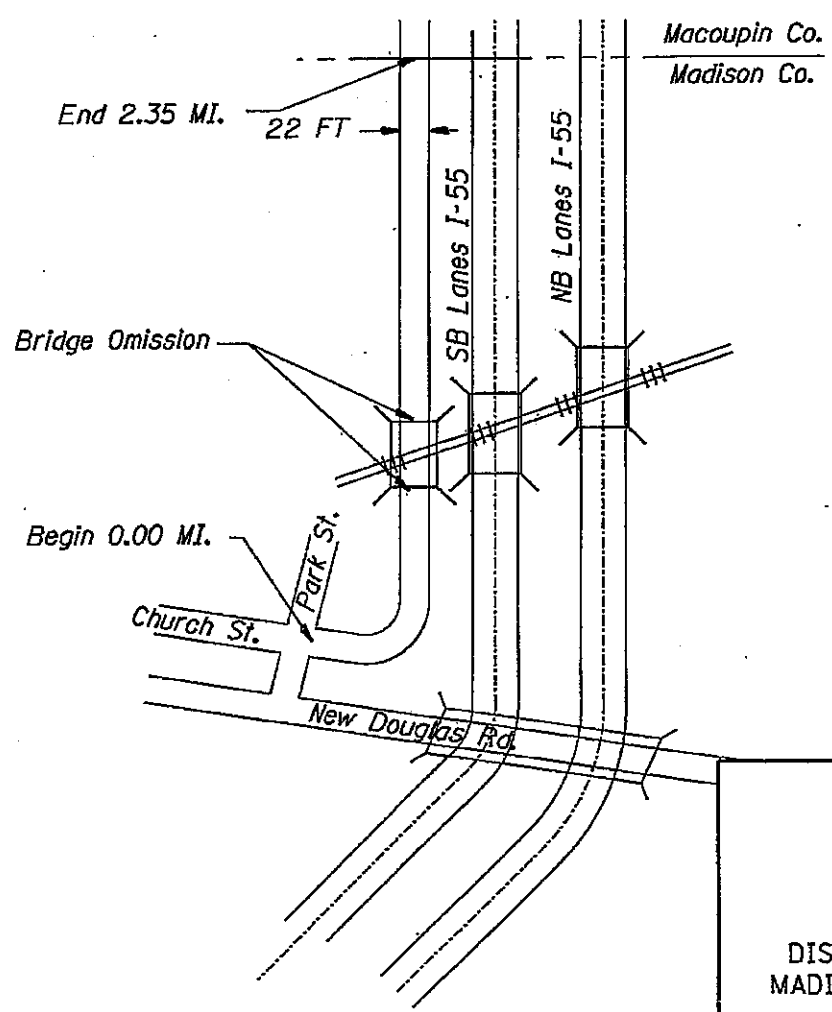 Macoupin Co.
Madison Co.
End 2.35 MI.
22 FT
SB Lanes I-55
NB Lanes I-55
Bridge Omission
Begin 0.00 MI.
Park St.
Church St.
New Douglas Rd.
DIS
MADI